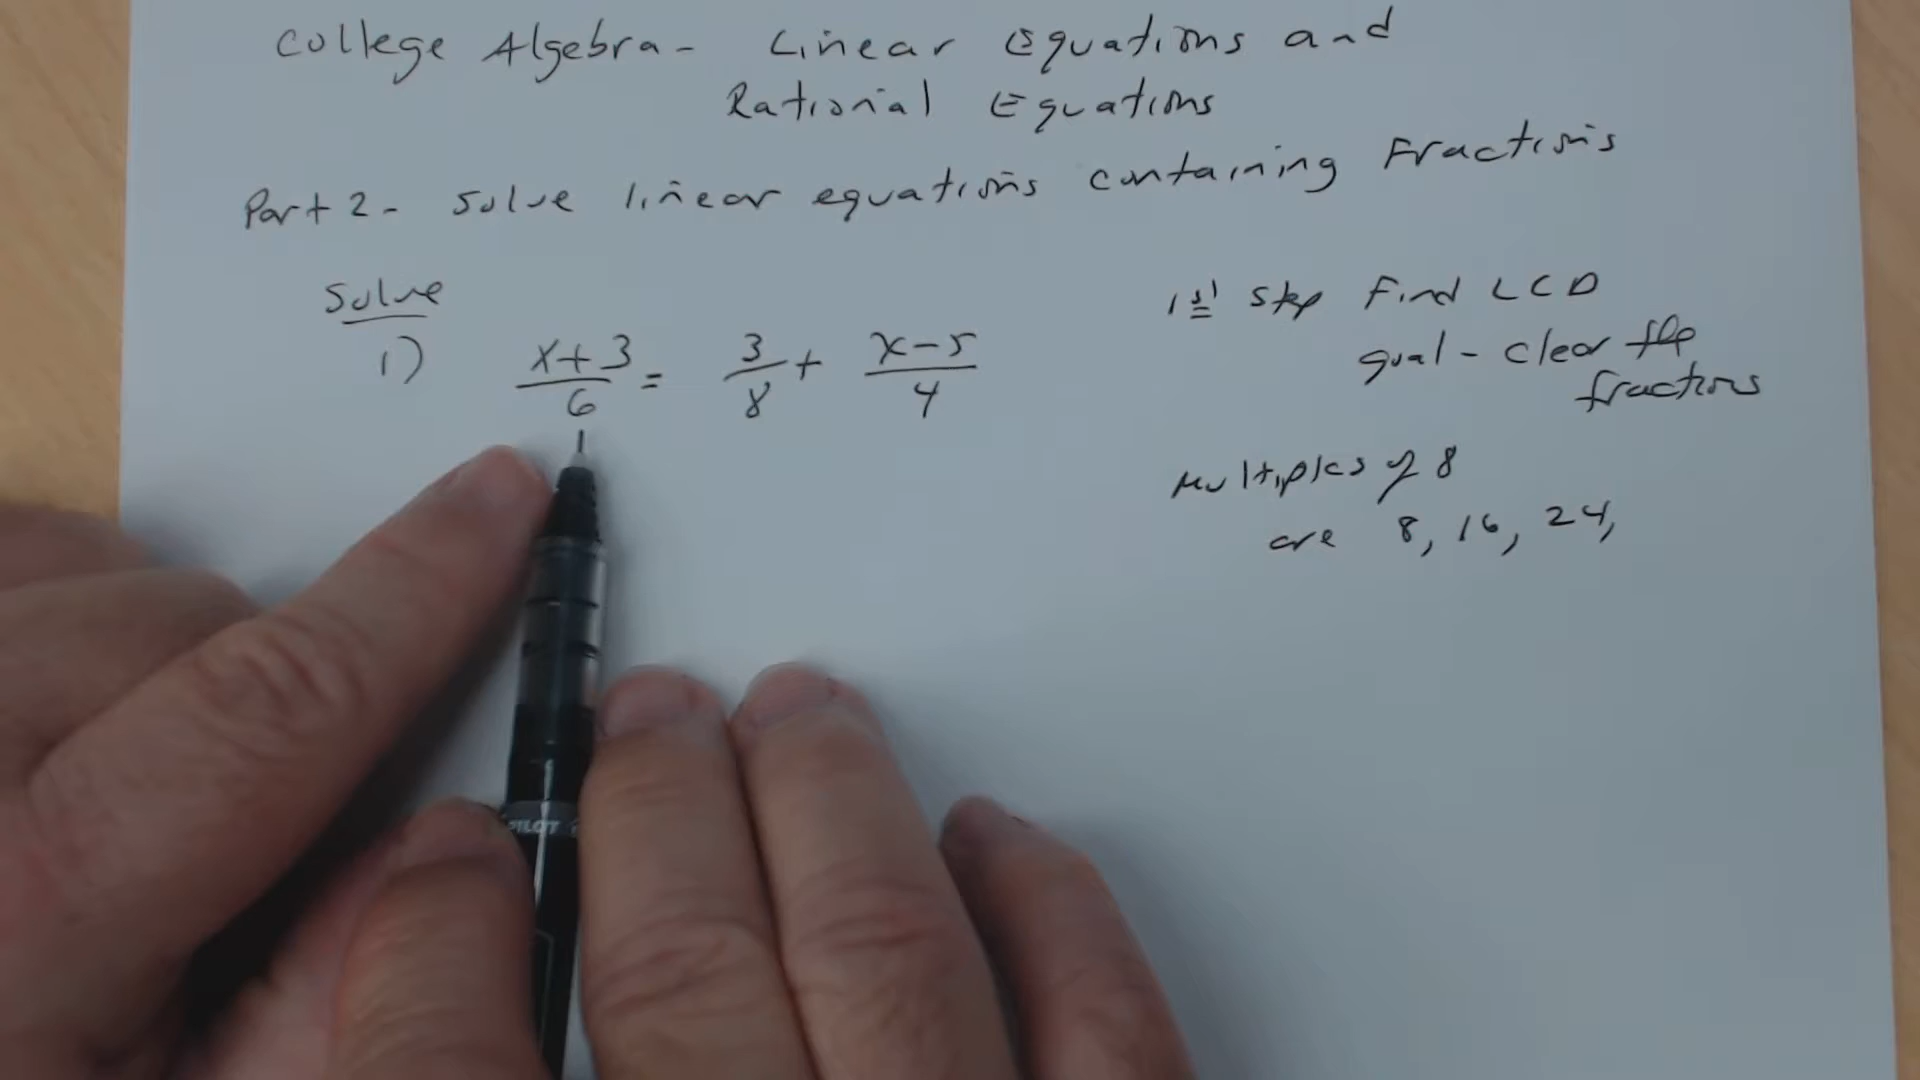 College Algebra - Linear Equations and
Rational Equations
Part 2 - Solve linear equations containing Fractions
Solve
1) x+3/6 = 3/8 + x-5/4
1st step Find LCD
goal - clear the
fractions
Multiples of 8
are 8, 16, 24,
PILOT